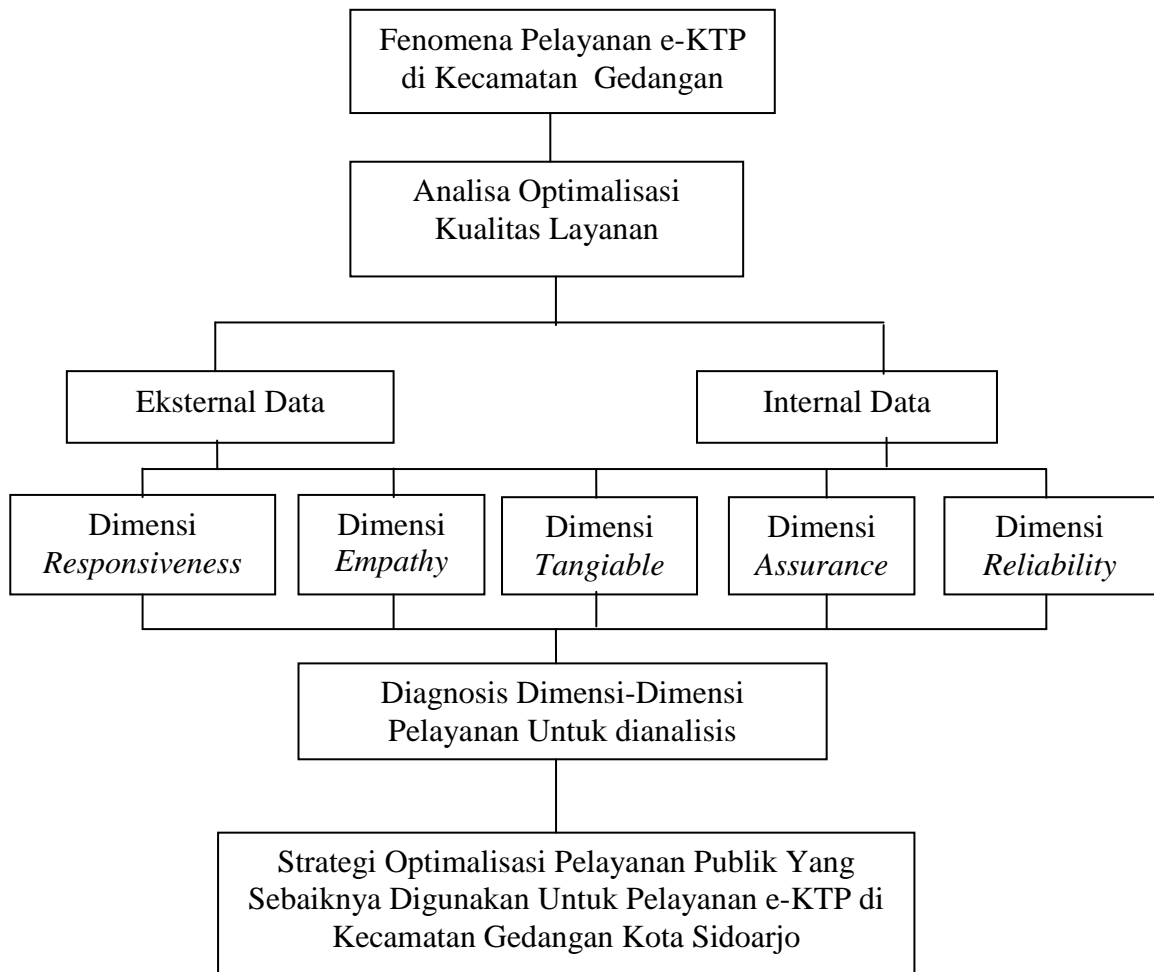 Fenomena Pelayanan e-KTP
di Kecamatan Gedangan
Analisa Optimalisasi
Kualitas Layanan
Eksternal Data
Internal Data
Dimensi
Responsiveness
Dimensi
Empathy
Dimensi
Tangiable
Dimensi
Assurance
Dimensi
Reliability
Diagnosis Dimensi-Dimensi
Pelayanan Untuk dianalisis
Strategi Optimalisasi Pelayanan Publik Yang
Sebaiknya Digunakan Untuk Pelayanan e-KTP di
Kecamatan Gedangan Kota Sidoarjo